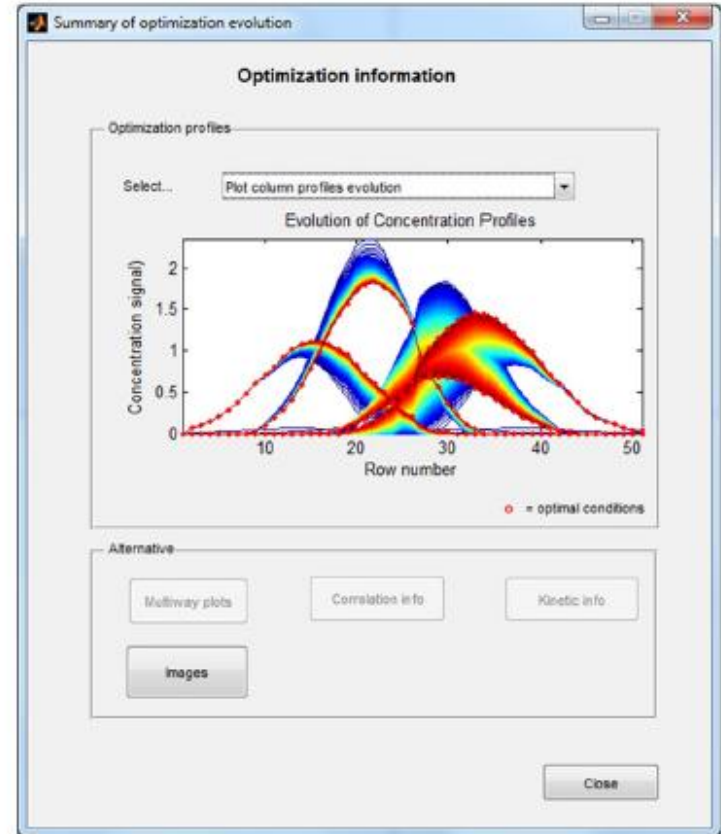 Summary of optimization evolution
Optimization information
Optimization profiles
Select...
Plot column profiles evolution
Evolution of Concentration Profiles
Concentration signal)
2
1.5
1
0.5
0
10 20 30 40 50
Row number
o = optimal conditions
Alternative
Multiway plots
Correlation info
Kinetic info
Images
Close